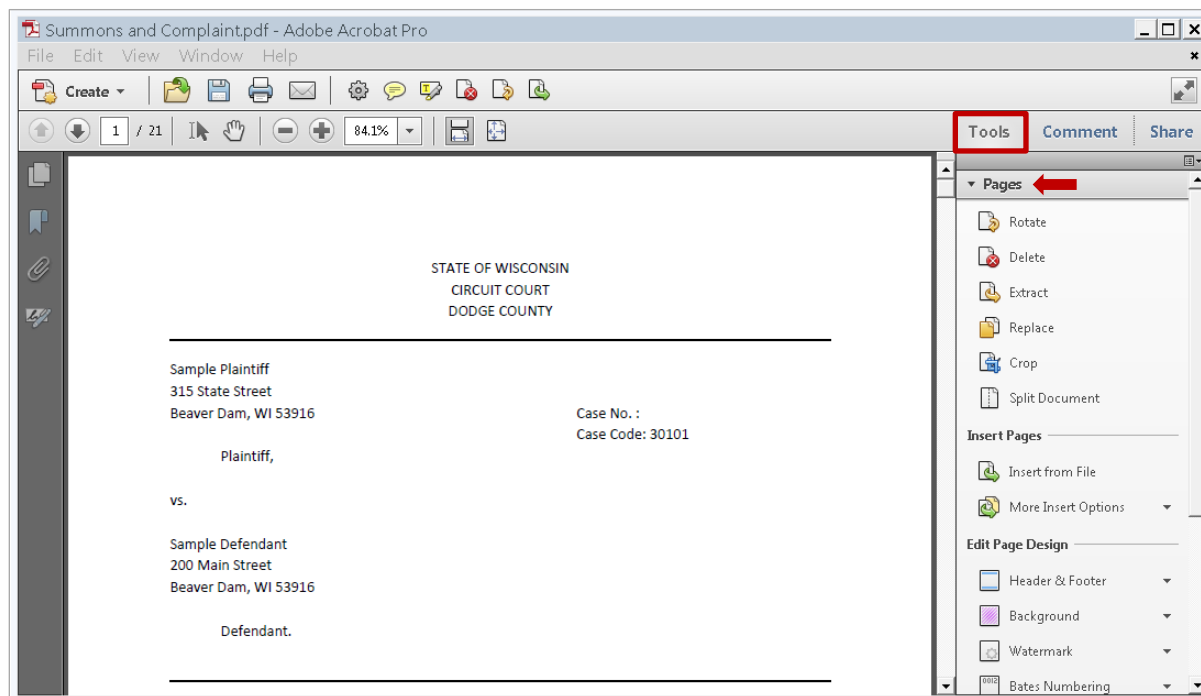 Summons and Complaint.pdf - Adobe Acrobat Pro
File Edit View Window Help
Create
1 / 21 84.1% Tools Comment Share
Pages
Rotate
Delete
Extract
Replace
Crop
Split Document
Insert Pages
Insert from File
More Insert Options
Edit Page Design
Header & Footer
Background
Watermark
0012 Bates Numbering
STATE OF WISCONSIN
CIRCUIT COURT
DODGE COUNTY
Sample Plaintiff
315 State Street
Beaver Dam, WI 53916 Case No. :
Case Code: 30101
Plaintiff,
vs.
Sample Defendant
200 Main Street
Beaver Dam, WI 53916
Defendant.